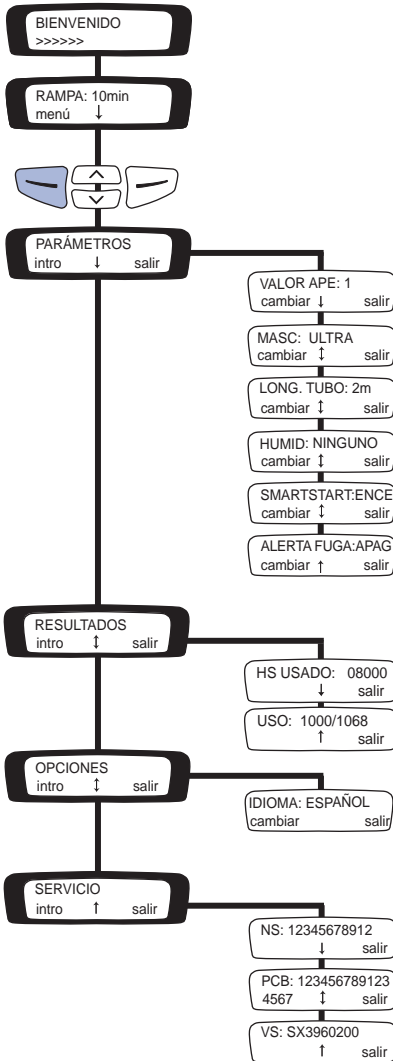 BIENVENIDO
>>>>>>
RAMPA: 10min
menú ↓
PARÁMETROS
intro ↓ salir
VALOR APE: 1
cambiar ↓ salir
MASC: ULTRA
cambiar ↕ salir
LONG. TUBO: 2m
cambiar ↕ salir
HUMID: NINGUNO
cambiar ↕ salir
SMARTSTART:ENCE
cambiar ↕ salir
ALERTA FUGA:APAG
cambiar ↑ salir
RESULTADOS
intro ↕ salir
HS USADO: 08000
↓ salir
USO: 1000/1068
↑ salir
OPCIONES
intro ↕ salir
IDIOMA: ESPAÑOL
cambiar salir
SERVICIO
intro ↑ salir
NS: 12345678912
↓ salir
PCB: 123456789123
4567 ↕ salir
VS: SX3960200
↑ salir